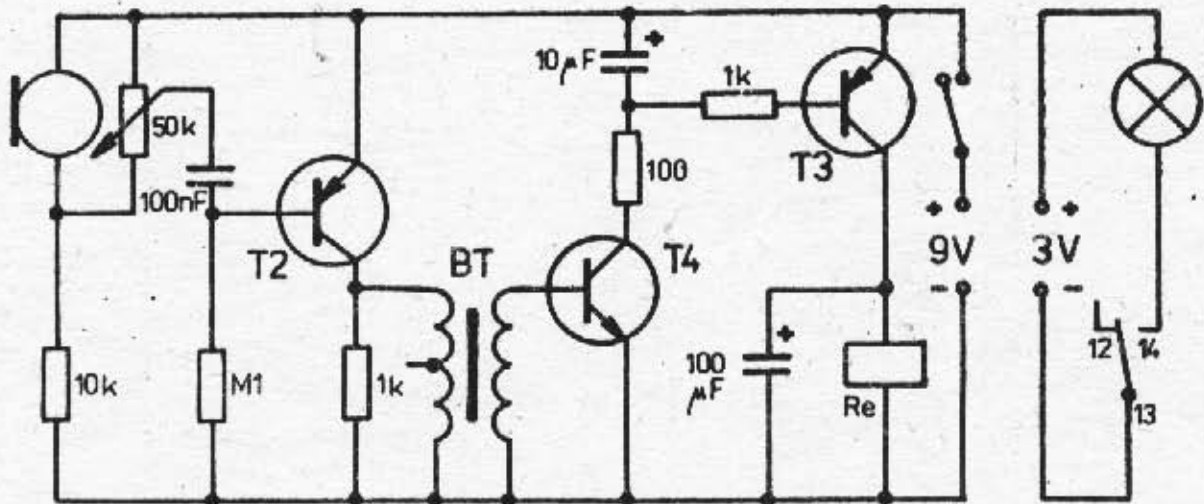 50k
100nF
10k
M1
T2
1k
BT
10µF
+
100
T4
1k
T3
100
µF
+
Re
+
9V
-
+
3V
-
12
14
13